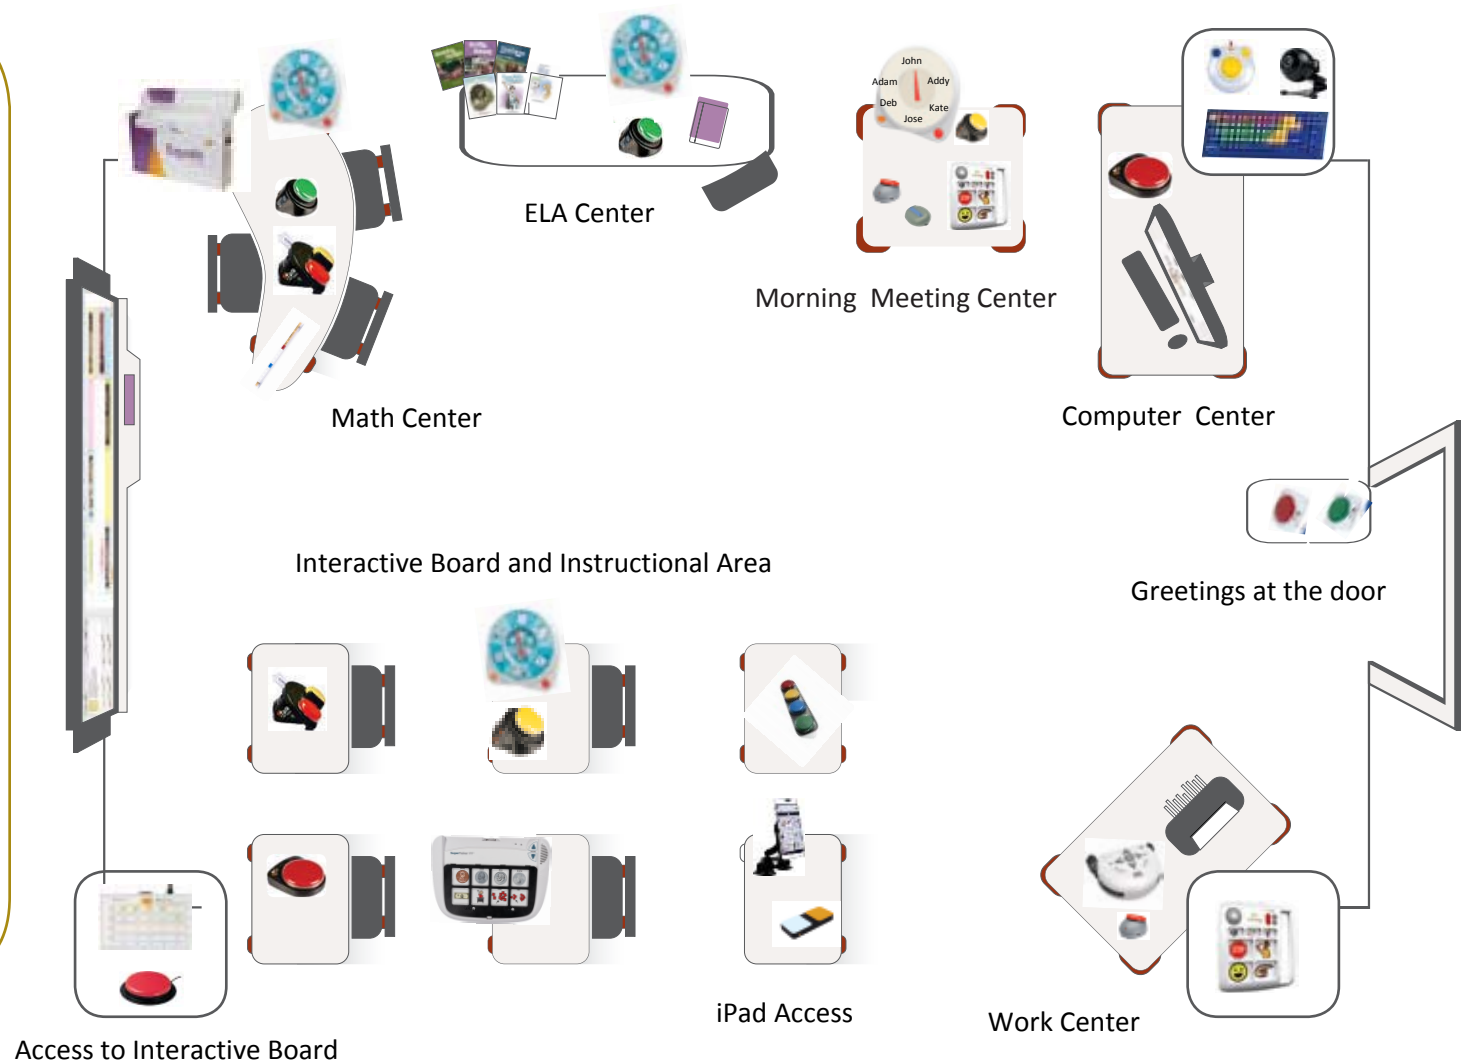 John
Adam
Addy
Deb
Kate
Jose
ELA Center
Morning Meeting Center
Math Center
Computer Center
Interactive Board and Instructional Area
Greetings at the door
iPad Access
Work Center
Access to Interactive Board